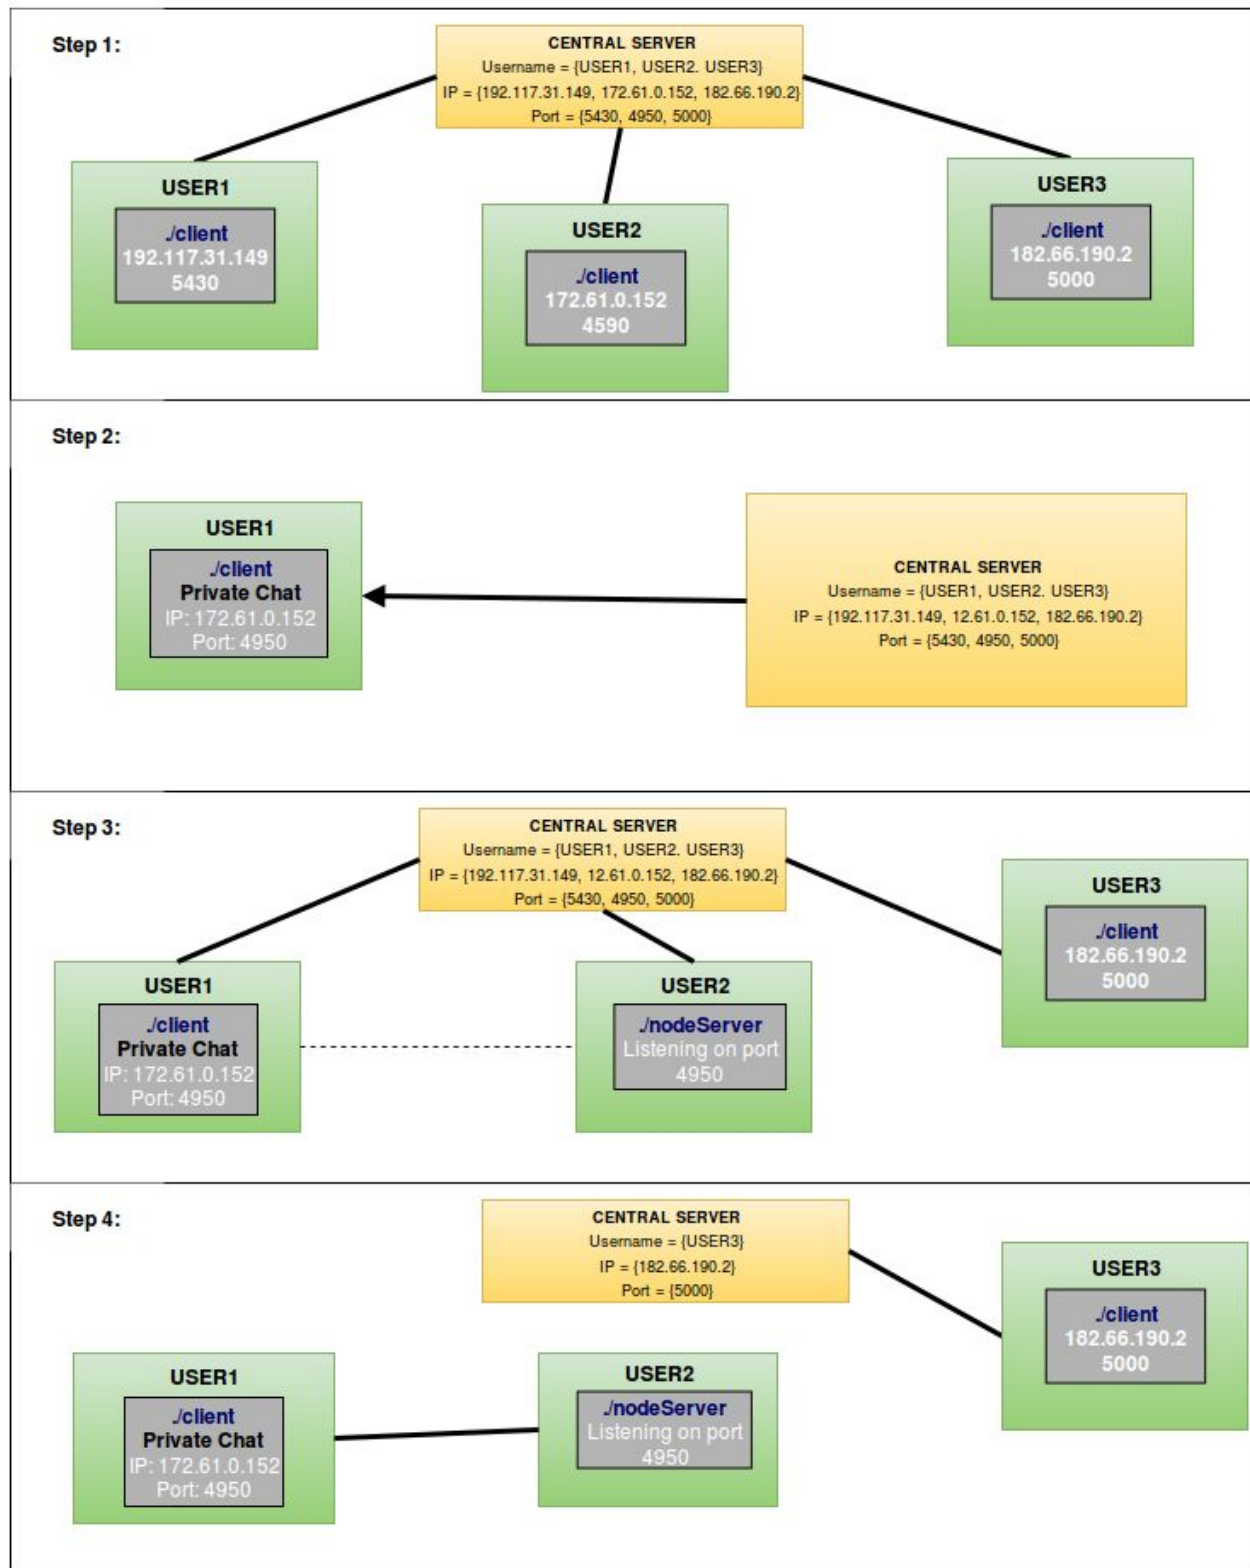 Step 1:
CENTRAL SERVER
Username = {USER1, USER2. USER3}
IP = {192.117.31.149, 172.61.0.152, 182.66.190.2}
Port = {5430, 4950, 5000}
USER1
./client
192.117.31.149
5430
USER2
./client
172.61.0.152
4590
USER3
./client
182.66.190.2
5000
Step 2:
USER1
./client
Private Chat
IP: 172.61.0.152
Port: 4950
CENTRAL SERVER
Username = {USER1, USER2. USER3}
IP = {192.117.31.149, 12.61.0.152, 182.66.190.2}
Port = {5430, 4950, 5000}
Step 3:
CENTRAL SERVER
Username = {USER1, USER2. USER3}
IP = {192.117.31.149, 12.61.0.152, 182.66.190.2}
Port = {5430, 4950, 5000}
USER1
./client
Private Chat
IP: 172.61.0.152
Port: 4950
USER2
./nodeServer
Listening on port
4950
USER3
./client
182.66.190.2
5000
Step 4:
CENTRAL SERVER
Username = {USER3}
IP = {182.66.190.2}
Port = {5000}
USER1
./client
Private Chat
IP: 172.61.0.152
Port: 4950
USER2
./nodeServer
Listening on port
4950
USER3
./client
182.66.190.2
5000